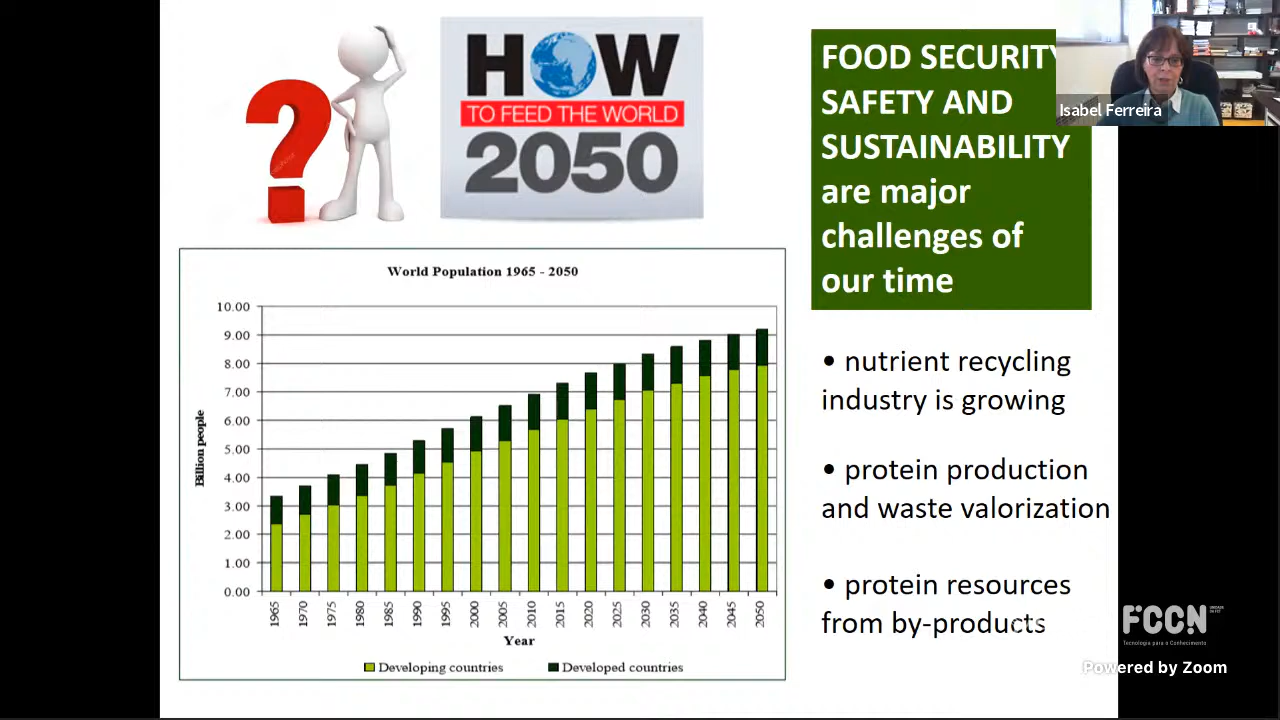 HOW
TO FEED THE WORLD
2050
FOOD SECURITY
SAFETY AND
SUSTAINABILITY
are major
challenges of
our time
Isabel Ferreira
World Population 1965 - 2050
10.00
9.00
8.00
7.00
6.00
5.00
4.00
3.00
2.00
1.00
0.00
Billion people
1965 1970 1975 1980 1985 1990 1995 2000 2005 2010 2015 2020 2025 2030 2035 2040 2045 2050
Year
Developing countries Developed countries
• nutrient recycling
industry is growing
• protein production
and waste valorization
• protein resources
from by-products
FCCN
Tecnologia para o Conhecimento
Powered by Zoom